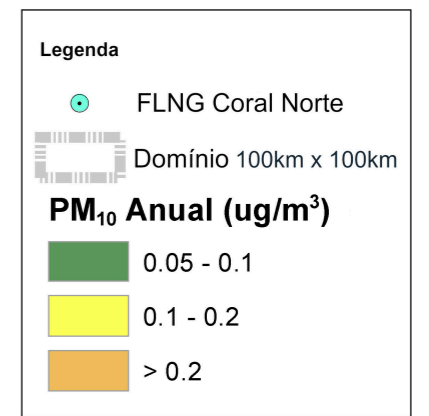 Legenda
FLNG Coral Norte
Domínio 100km x 100km
PM₁₀ Anual (ug/m³)
0.05 - 0.1
0.1 - 0.2
> 0.2